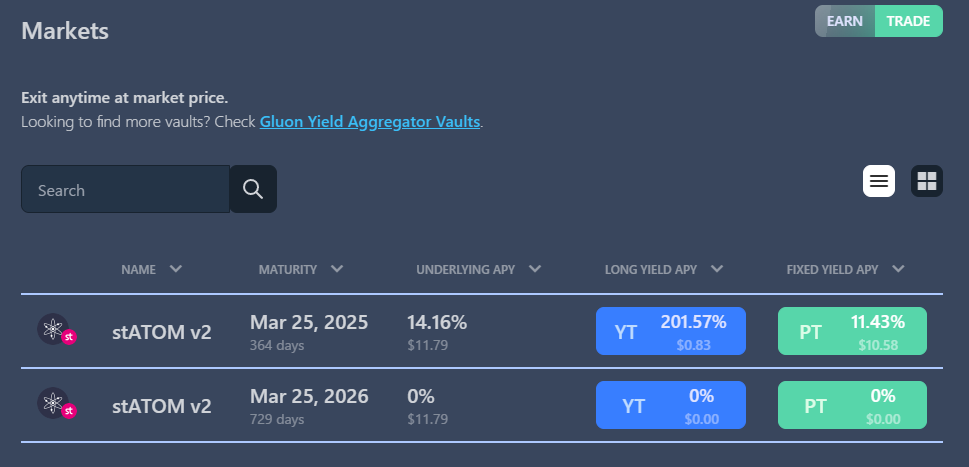 Markets
EARN TRADE
Exit anytime at market price.
Looking to find more vaults? Check Gluon Yield Aggregator Vaults.
Search
NAME MATURITY UNDERLYING APY LONG YIELD APY FIXED YIELD APY
st stATOM v2 Mar 25, 2025 14.16% YT 201.57% PT 11.43%
364 days $11.79 $0.83 $10.58
st stATOM v2 Mar 25, 2026 0% YT 0% PT 0%
729 days $11.79 $0.00 $0.00